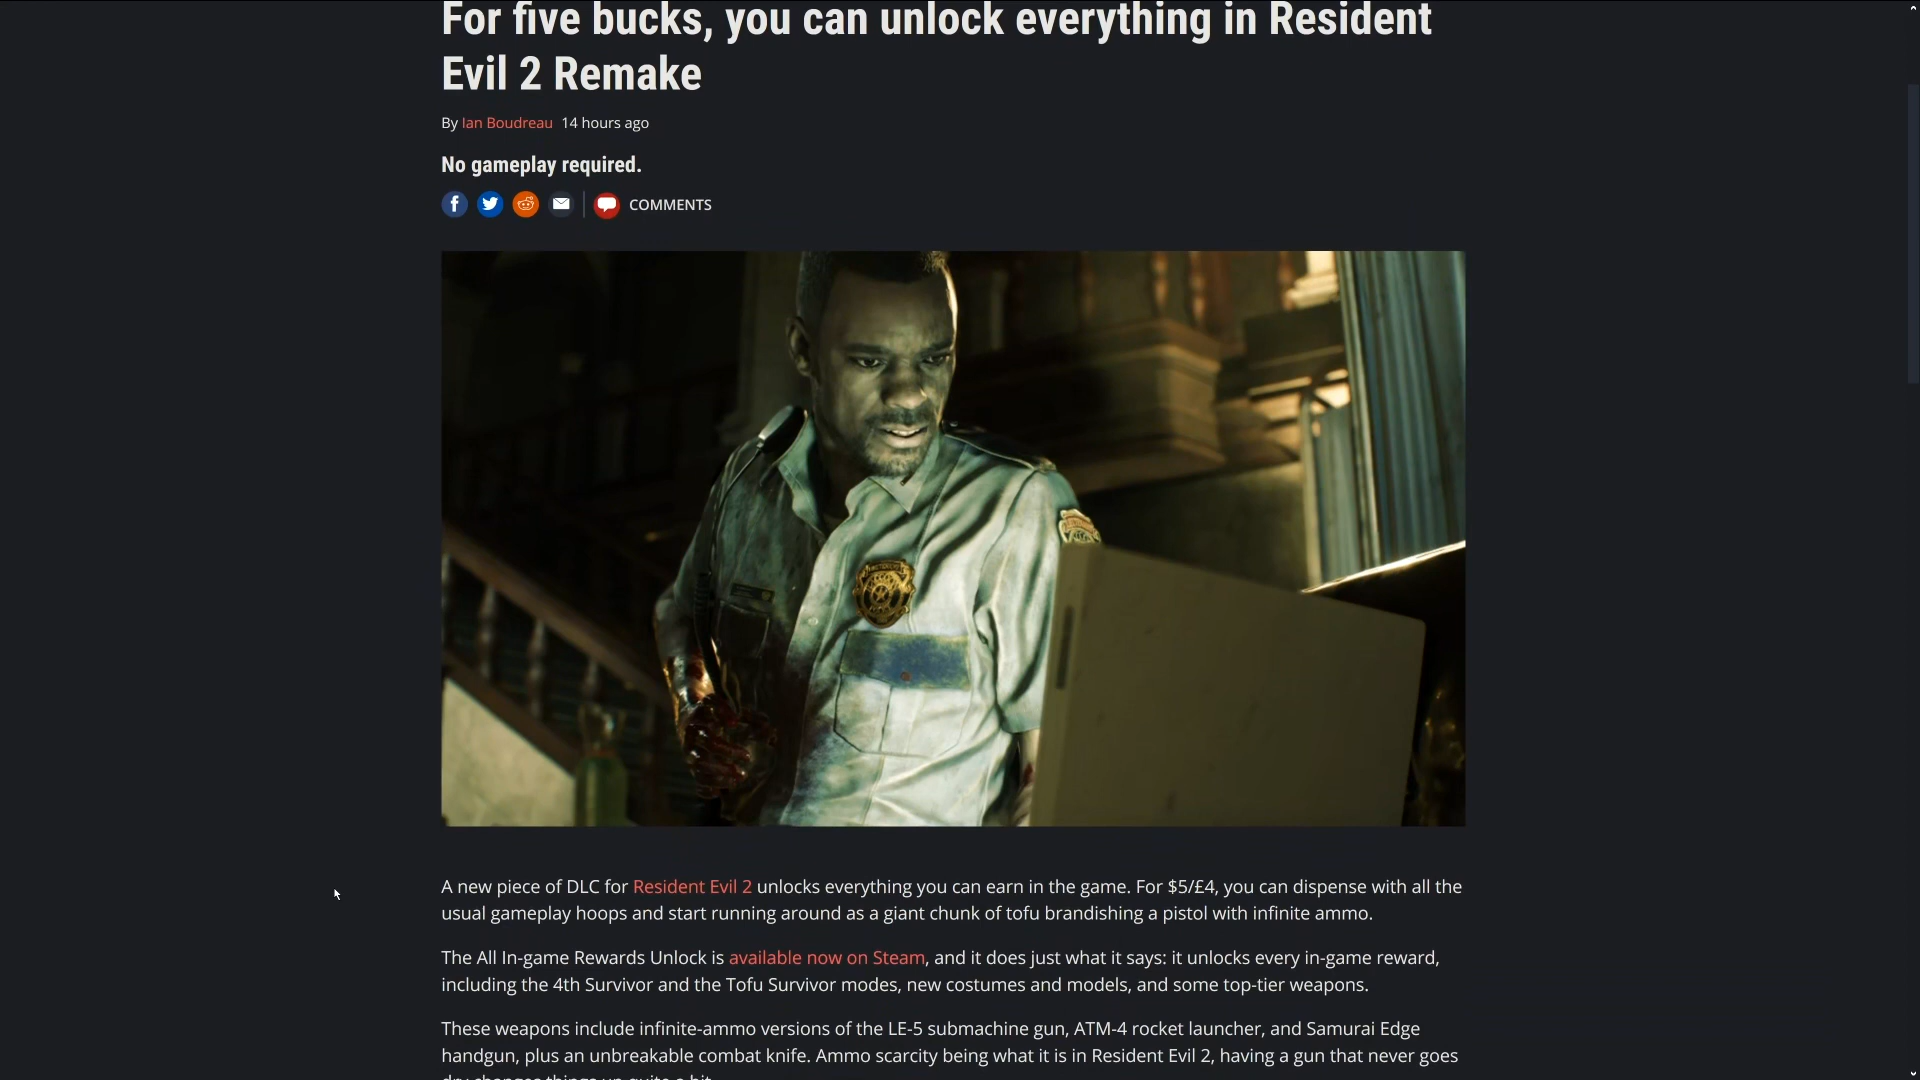 For five bucks, you can unlock everything in Resident
Evil 2 Remake
By Ian Boudreau 14 hours ago
No gameplay required.
COMMENTS
A new piece of DLC for Resident Evil 2 unlocks everything you can earn in the game. For $5/£4, you can dispense with all the
usual gameplay hoops and start running around as a giant chunk of tofu brandishing a pistol with infinite ammo.
The All In-game Rewards Unlock is available now on Steam, and it does just what it says: it unlocks every in-game reward,
including the 4th Survivor and the Tofu Survivor modes, new costumes and models, and some top-tier weapons.
These weapons include infinite-ammo versions of the LE-5 submachine gun, ATM-4 rocket launcher, and Samurai Edge
handgun, plus an unbreakable combat knife. Ammo scarcity being what it is in Resident Evil 2, having a gun that never goes
dry changes things up quite a bit.